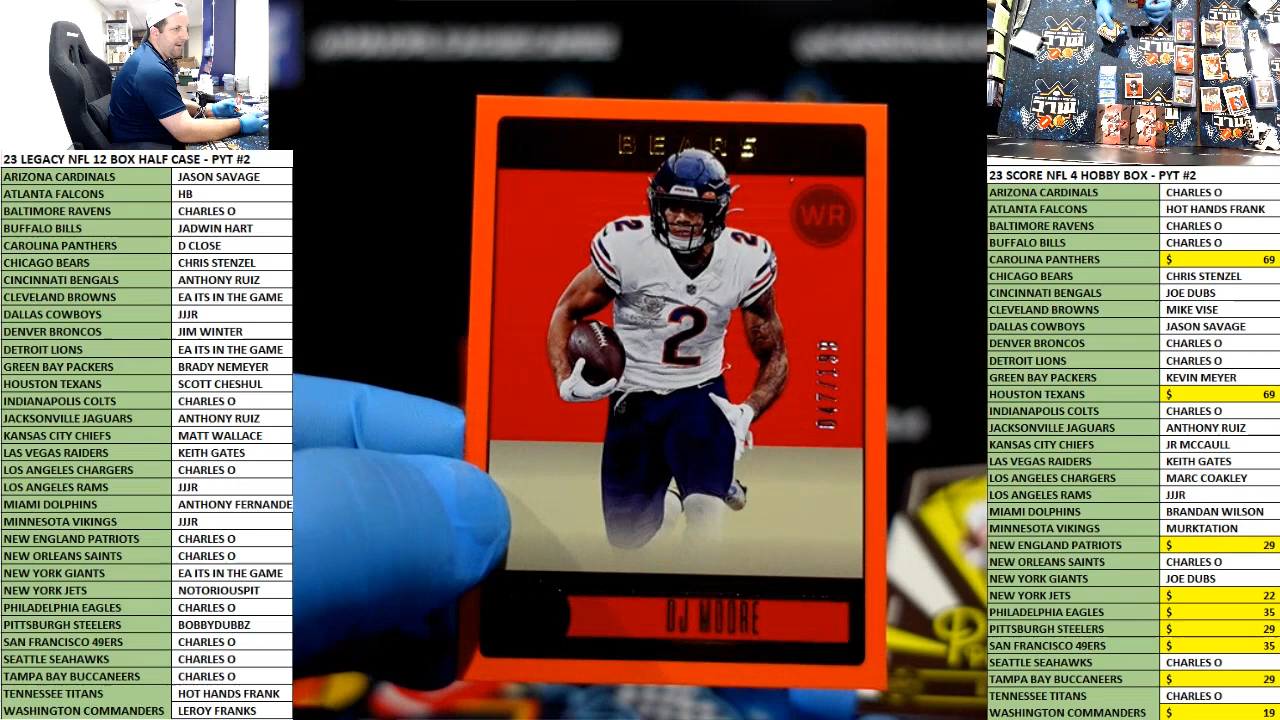 23 LEGACY NFL 12 BOX HALF CASE - PYT #2
ARIZONA CARDINALS JASON SAVAGE
ATLANTA FALCONS HB
BALTIMORE RAVENS CHARLES O
BUFFALO BILLS JADWIN HART
CAROLINA PANTHERS D CLOSE
CHICAGO BEARS CHRIS STENZEL
CINCINNATI BENGALS ANTHONY RUIZ
CLEVELAND BROWNS EA ITS IN THE GAME
DALLAS COWBOYS JJJR
DENVER BRONCOS JIM WINTER
DETROIT LIONS EA ITS IN THE GAME
GREEN BAY PACKERS BRADY NEMEYER
HOUSTON TEXANS SCOTT CHESHUL
INDIANAPOLIS COLTS CHARLES O
JACKSONVILLE JAGUARS ANTHONY RUIZ
KANSAS CITY CHIEFS MATT WALLACE
LAS VEGAS RAIDERS KEITH GATES
LOS ANGELES CHARGERS CHARLES O
LOS ANGELES RAMS JJJR
MIAMI DOLPHINS ANTHONY FERNANDE
MINNESOTA VIKINGS JJJR
NEW ENGLAND PATRIOTS CHARLES O
NEW ORLEANS SAINTS CHARLES O
NEW YORK GIANTS EA ITS IN THE GAME
NEW YORK JETS NOTORIOUSPIT
PHILADELPHIA EAGLES CHARLES O
PITTSBURGH STEELERS BOBBYDUBBZ
SAN FRANCISCO 49ERS CHARLES O
SEATTLE SEAHAWKS CHARLES O
TAMPA BAY BUCCANEERS CHARLES O
TENNESSEE TITANS HOT HANDS FRANK
WASHINGTON COMMANDERS LEROY FRANKS
BEARS
WR
2 2
2
047/199
DJ MOORE
23 SCORE NFL 4 HOBBY BOX - PYT #2
ARIZONA CARDINALS CHARLES O
ATLANTA FALCONS HOT HANDS FRANK
BALTIMORE RAVENS CHARLES O
BUFFALO BILLS CHARLES O
CAROLINA PANTHERS $ 69
CHICAGO BEARS CHRIS STENZEL
CINCINNATI BENGALS JOE DUBS
CLEVELAND BROWNS MIKE VISE
DALLAS COWBOYS JASON SAVAGE
DENVER BRONCOS CHARLES O
DETROIT LIONS CHARLES O
GREEN BAY PACKERS KEVIN MEYER
HOUSTON TEXANS $ 69
INDIANAPOLIS COLTS CHARLES O
JACKSONVILLE JAGUARS ANTHONY RUIZ
KANSAS CITY CHIEFS JR MCCAULL
LAS VEGAS RAIDERS KEITH GATES
LOS ANGELES CHARGERS MARC COAKLEY
LOS ANGELES RAMS JJJR
MIAMI DOLPHINS BRANDAN WILSON
MINNESOTA VIKINGS MURKTATION
NEW ENGLAND PATRIOTS $ 29
NEW ORLEANS SAINTS CHARLES O
NEW YORK GIANTS JOE DUBS
NEW YORK JETS $ 22
PHILADELPHIA EAGLES $ 35
PITTSBURGH STEELERS $ 29
SAN FRANCISCO 49ERS $ 35
SEATTLE SEAHAWKS CHARLES O
TAMPA BAY BUCCANEERS $ 29
TENNESSEE TITANS CHARLES O
WASHINGTON COMMANDERS $ 19